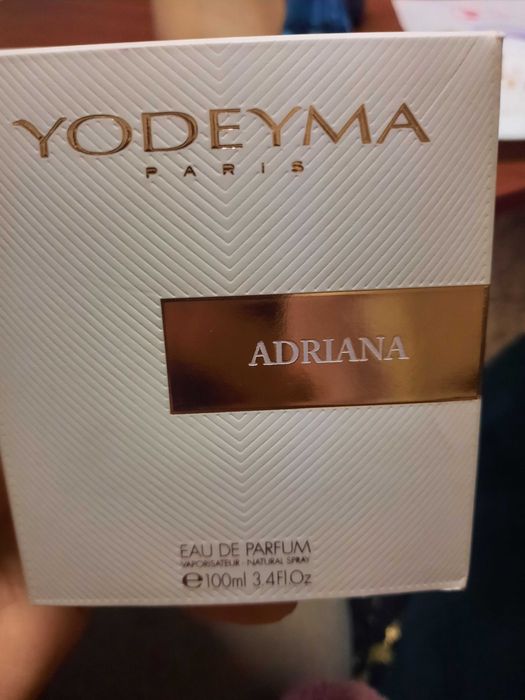 YODEYMA
PARiS
ADRIANA
EAU DE PARFUM
VAPORISATEUR · NATURAL SPRAY
℮100ml 3.4Fl.Oz